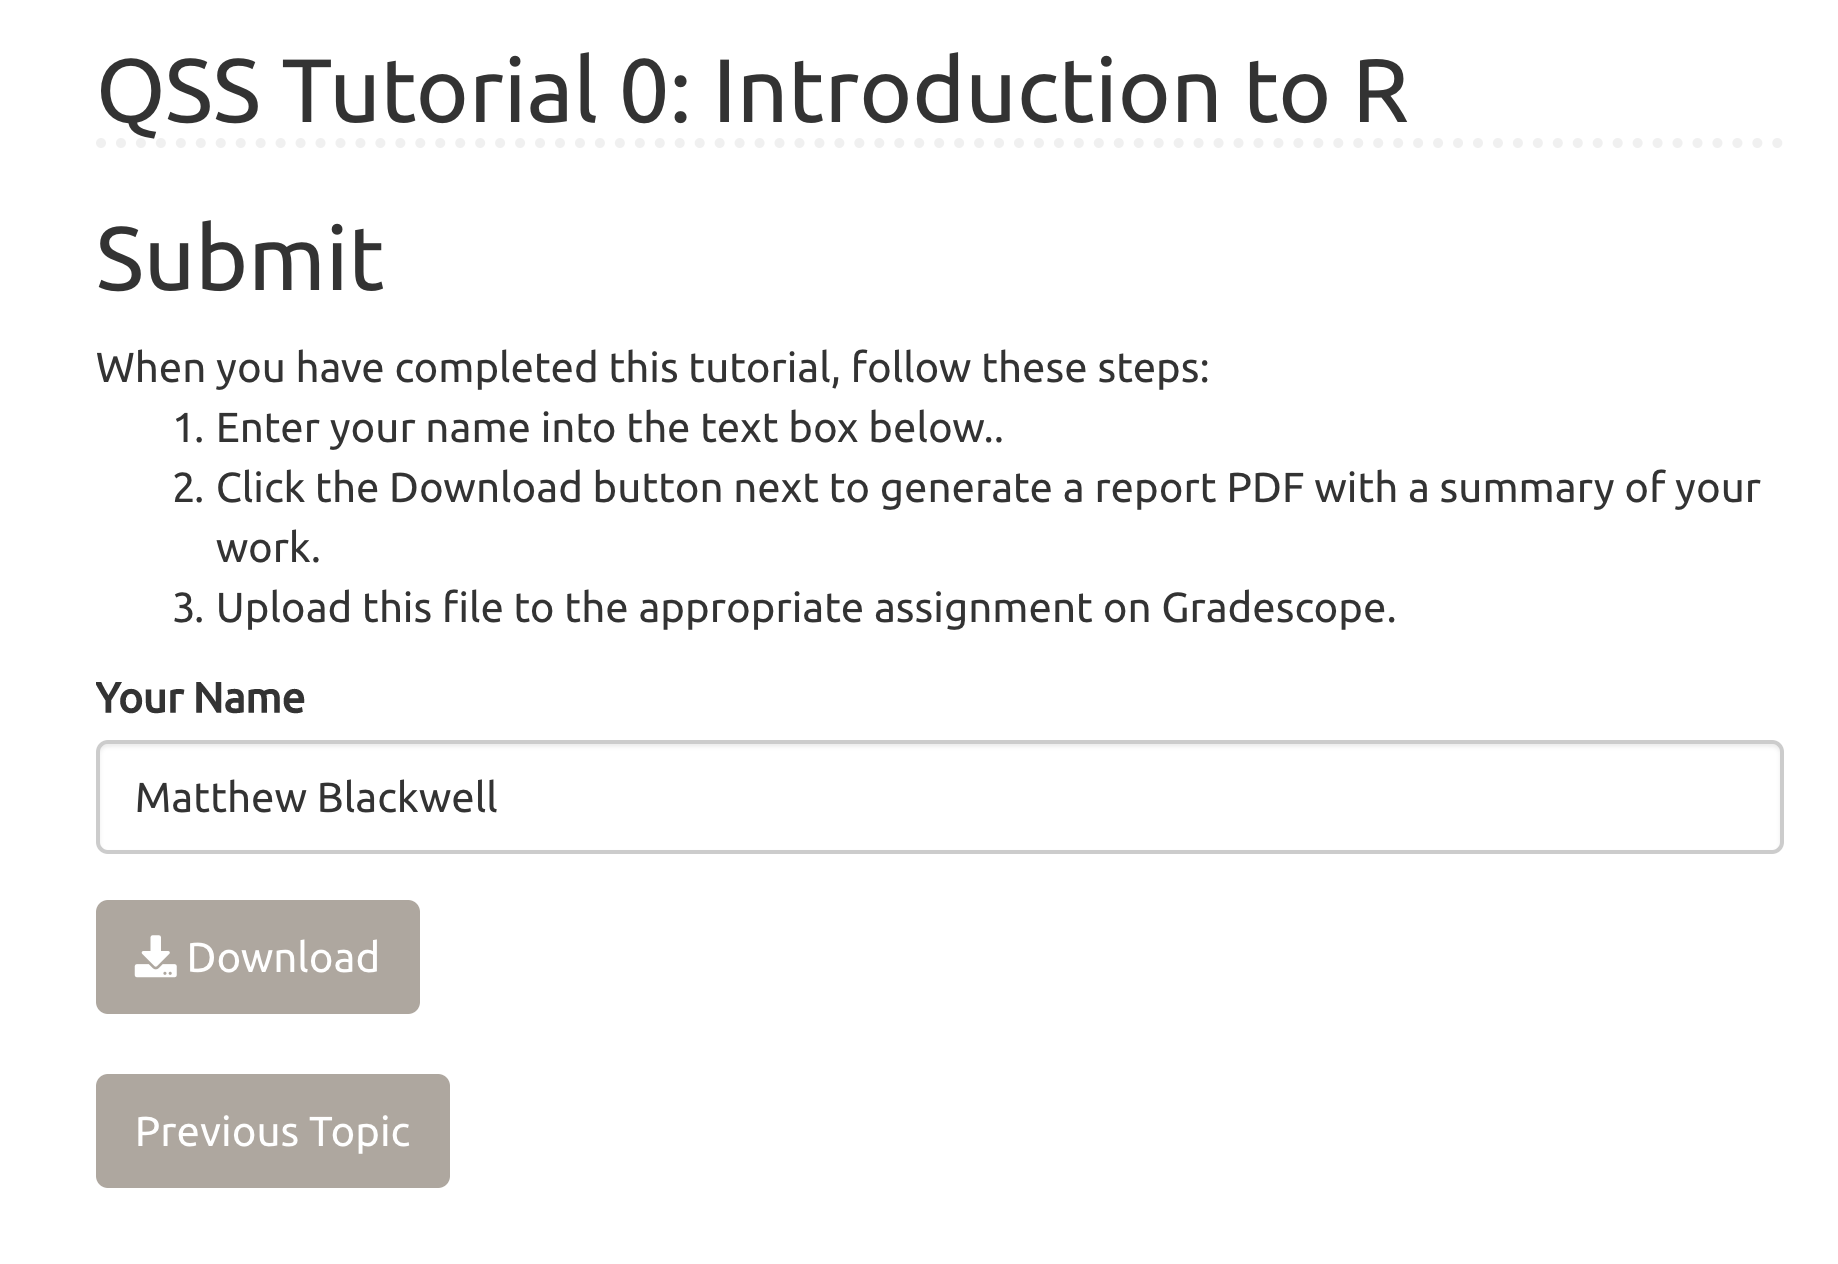 QSS Tutorial 0: Introduction to R
Submit
When you have completed this tutorial, follow these steps:
1. Enter your name into the text box below..
2. Click the Download button next to generate a report PDF with a summary of your
work.
3. Upload this file to the appropriate assignment on Gradescope.
Your Name
Matthew Blackwell
Download
Previous Topic